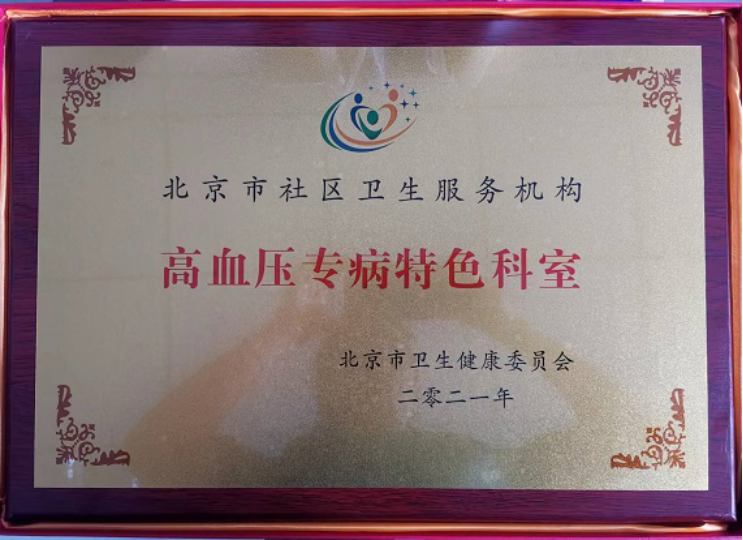 北京市社区卫生服务机构
高血压专病特色科室
北京市卫生健康委员会
二零二一年